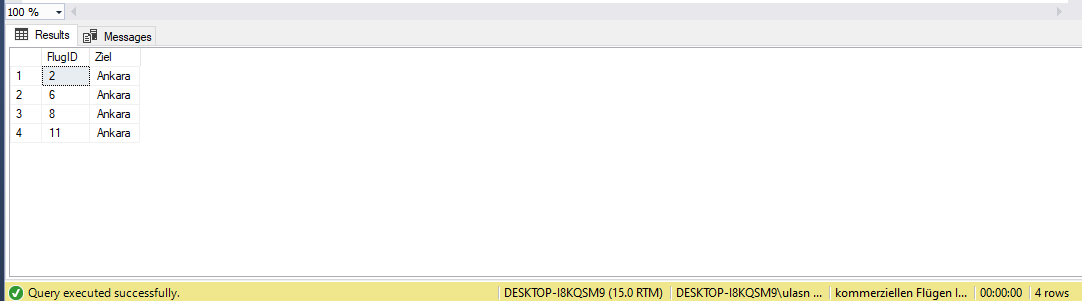 100 %
Results Messages
FlugID Ziel
1 2 Ankara
2 6 Ankara
3 8 Ankara
4 11 Ankara
Query executed successfully. DESKTOP-I8KQSM9 (15.0 RTM) DESKTOP-I8KQSM9\ulasn ... kommerziellen Flügen I... 00:00:00 4 rows